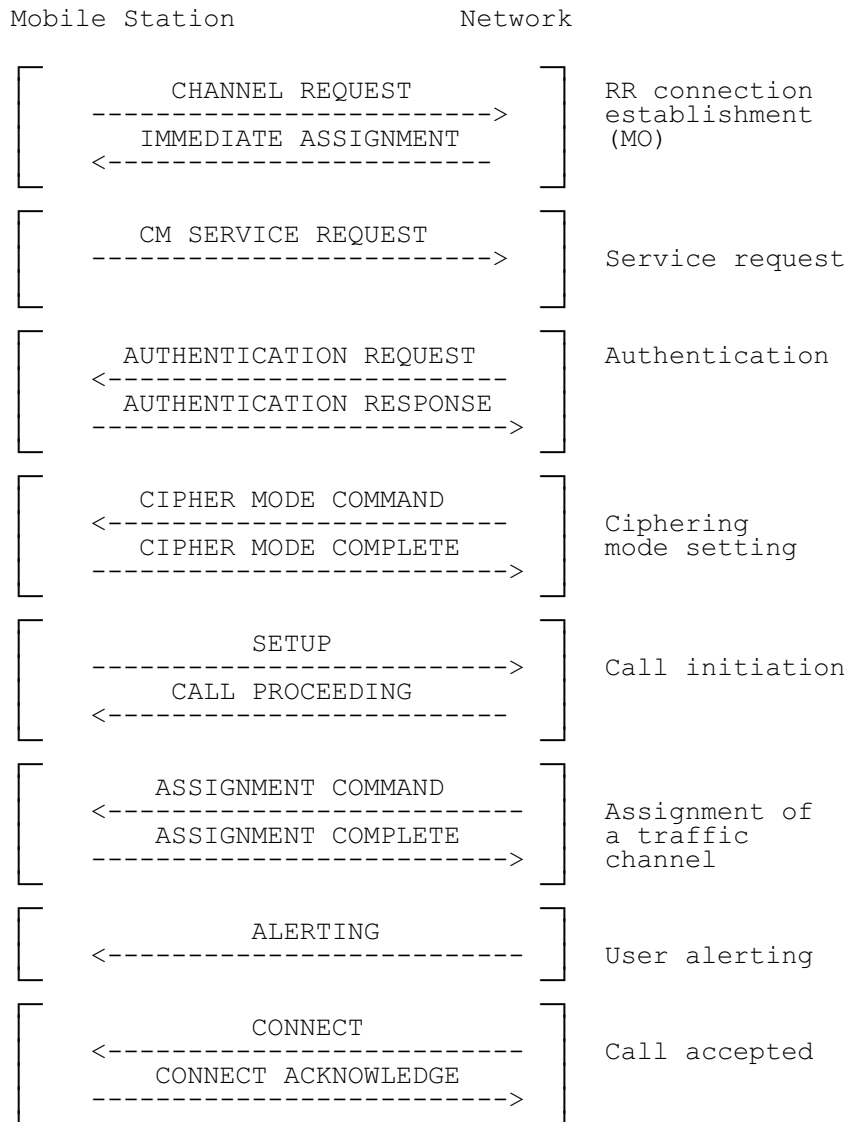 Mobile Station Network
CHANNEL REQUEST RR connection
-------------------------> establishment
IMMEDIATE ASSIGNMENT (MO)
<------------------------
CM SERVICE REQUEST
-------------------------> Service request
AUTHENTICATION REQUEST Authentication
<-------------------------
AUTHENTICATION RESPONSE
-------------------------->
CIPHER MODE COMMAND
<------------------------- Ciphering
CIPHER MODE COMPLETE mode setting
-------------------------->
SETUP
--------------------------> Call initiation
CALL PROCEEDING
<-------------------------
ASSIGNMENT COMMAND
<-------------------------- Assignment of
ASSIGNMENT COMPLETE a traffic
--------------------------> channel
ALERTING
<-------------------------- User alerting
CONNECT
<-------------------------- Call accepted
CONNECT ACKNOWLEDGE
-------------------------->